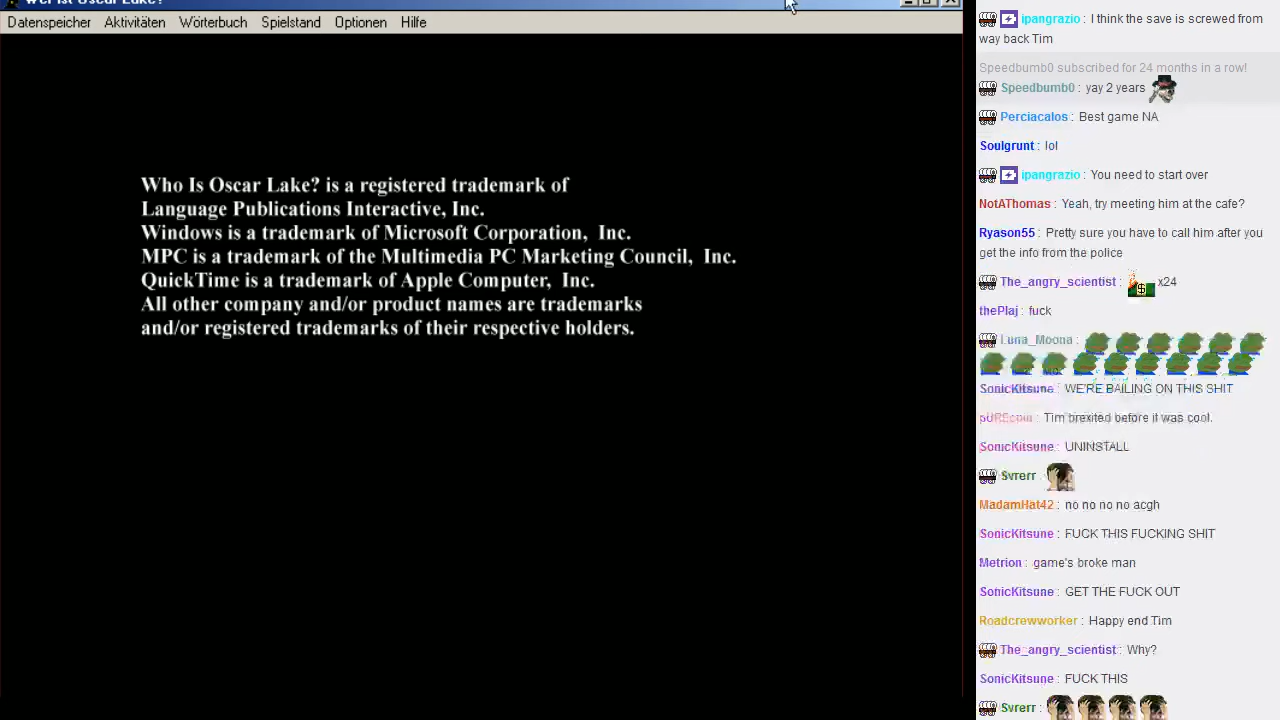 Wer ist Oscar Lake?
Datenspeicher Aktivitäten Wörterbuch Spielstand Optionen Hilfe
Who Is Oscar Lake? is a registered trademark of
Language Publications Interactive, Inc.
Windows is a trademark of Microsoft Corporation, Inc.
MPC is a trademark of the Multimedia PC Marketing Council, Inc.
QuickTime is a trademark of Apple Computer, Inc.
All other company and/or product names are trademarks
and/or registered trademarks of their respective holders.
ipangrazio : I think the save is screwed from
way back Tim
Speedbumb0 subscribed for 24 months in a row!
Speedbumb0 : yay 2 years
Perciacalos : Best game NA
Soulgrunt : lol
ipangrazio : You need to start over
NotAThomas : Yeah, try meeting him at the cafe?
Ryason55 : Pretty sure you have to call him after you
get the info from the police
The_angry_scientist : x24
thePlaj : fuck
Luna_Moona :
SonicKitsune : WE'RE BAILING ON THIS SHIT
Tim brexited before it was cool.
SonicKitsune : UNINSTALL
Svrerr :
MadamHat42 : no no no no acgh
SonicKitsune : FUCK THIS FUCKING SHIT
Metrion : game's broke man
SonicKitsune : GET THE FUCK OUT
Roadcrewworker : Happy end Tim
The_angry_scientist : Why?
SonicKitsune : FUCK THIS
Svrerr :